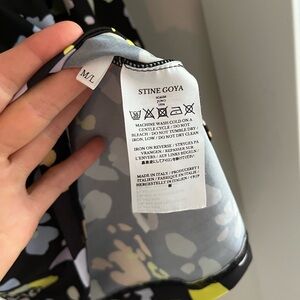 M/L
STINE GOYA
MACHINE WASH COLD ON A
GENTLE CYCLE / DO NOT
BLEACH / DO NOT TUMBLE DRY /
IRON, LOW / DO NOT DRYCLEAN
IRON ON REVERSE / STRYGES PÅ
VRANGEN / REPASSER SUR
L'ENVERS / AUF LINKS BÜGELN /
MADE IN ITALY / PRODUCERET I
ITALIEN / FABRIQUÉ EN ITALIE /
HERGESTELLT IN ITALIEN /